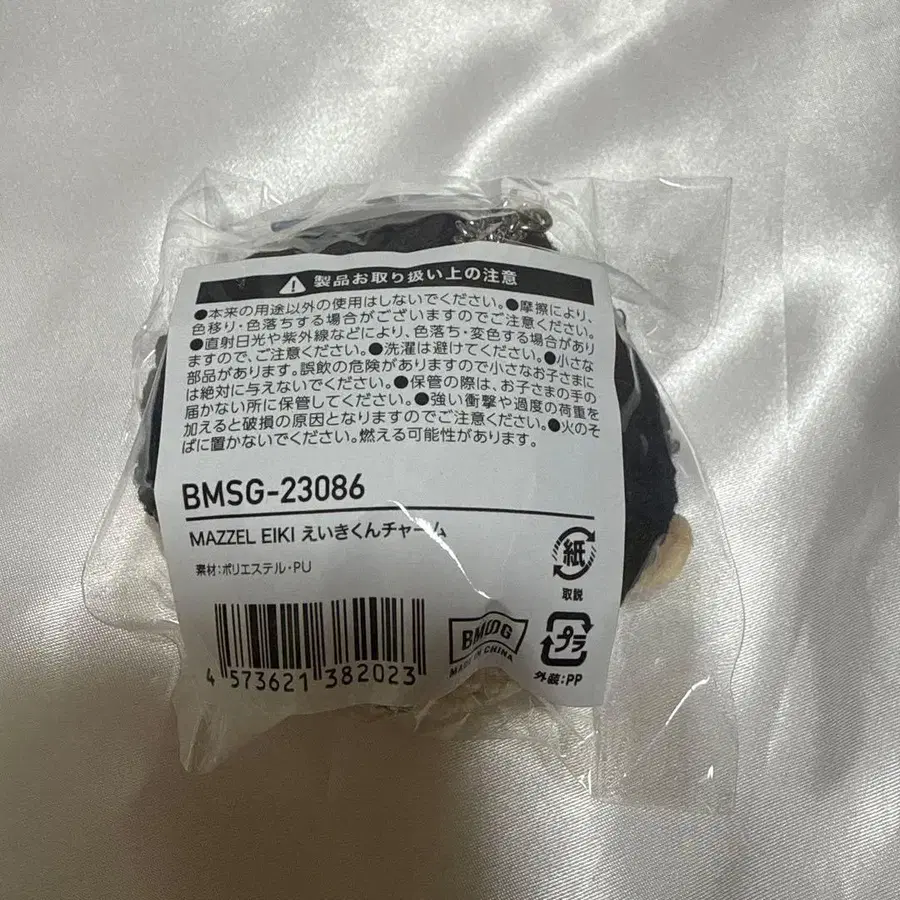 製品お取り扱い上の注意
●本来の用途以外の使用はしないでください。●摩擦により、
色移り・色落ちする場合がございますのでご注意ください。
●直射日光や紫外線などにより、色落ち・変色する場合があり
ますので、ご注意ください。●洗濯は避けてください。●小さな
部品があります。誤飲の危険がありますので小さなお子さまに
は絶対に与えないでください。●保管の際は、お子さまの手の
届かない所に保管してください。●強い衝撃や過度の荷重を
加えると破損の原因となりますのでご注意ください。●火のそ
ばに置かないでください。燃える可能性があります。
BMSG-23086
MAZZEL EIKI えいきくんチャーム
素材:ポリエステル・PU
紙
取説
4 573621 382023
BMSG
MADE IN CHINA
プラ
外装:PP